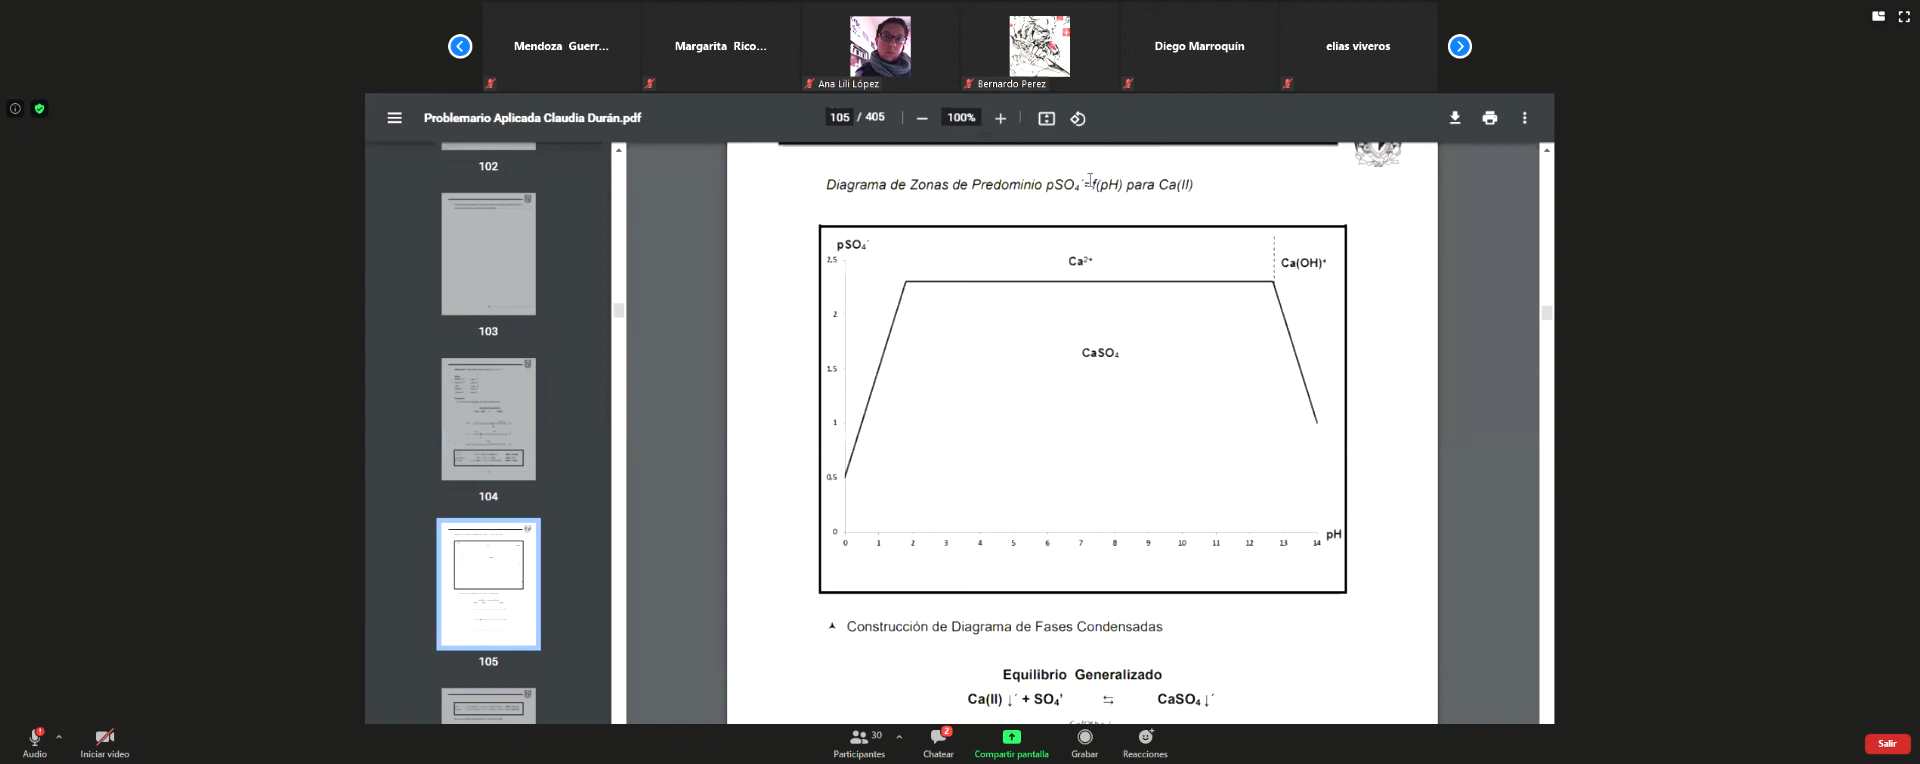 Mendoza Guerr...
Margarita Rico...
Ana Lili López
Bernardo Perez
Diego Marroquín
elias viveros
Problemario Aplicada Claudia Durán.pdf
105 / 405
100%
102
103
104
105
Diagrama de Zonas de Predominio pSO₄´=f(pH) para Ca(II)
pSO₄´
2.5
2
1.5
1
0.5
0
Ca²⁺
Ca(OH)⁺
CaSO₄
0 1 2 3 4 5 6 7 8 9 10 11 12 13 14
pH
Construcción de Diagrama de Fases Condensadas
Equilibrio Generalizado
Ca(II) ↓´ + SO₄’ ⇆ CaSO₄ ↓´
Audio
Iniciar video
Participantes
30
Chatear
2
Compartir pantalla
Grabar
Reacciones
Salir